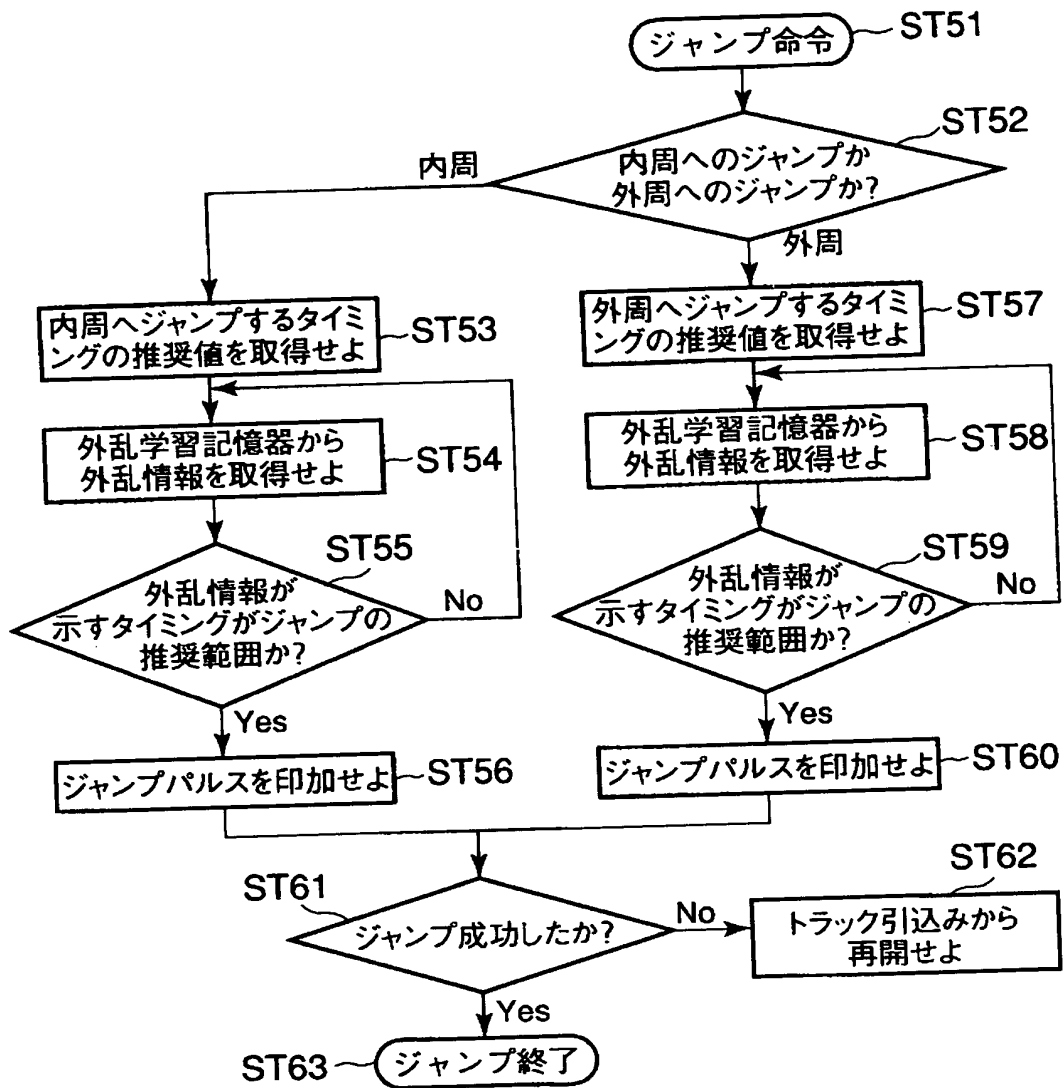 ジャンプ命令
ST51
ST52
内周へのジャンプか
外周へのジャンプか?
内周
外周
内周へジャンプするタイミ
ングの推奨値を取得せよ
ST53
外周へジャンプするタイミ
ングの推奨値を取得せよ
ST57
外乱学習記憶器から
外乱情報を取得せよ
ST54
外乱学習記憶器から
外乱情報を取得せよ
ST58
ST55
外乱情報が
示すタイミングがジャンプの
推奨範囲か?
No
Yes
ST59
外乱情報が
示すタイミングがジャンプの
推奨範囲か?
No
Yes
ジャンプパルスを印加せよ
ST56
ジャンプパルスを印加せよ
ST60
ST61
ジャンプ成功したか?
No
Yes
ST62
トラック引込みから
再開せよ
ST63
ジャンプ終了